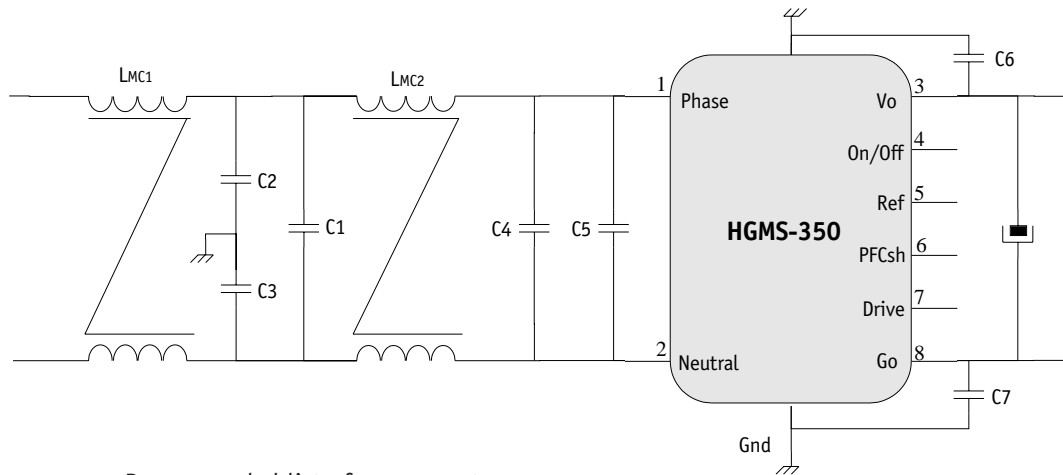 LMC1
LMC2
C6
1
3
Phase
Vo
4
On/Off
C2
5
Ref
C1
C4
C5
HGMS-350
6
PFCsh
C3
7
Drive
2
8
Neutral
Go
C7
Gnd